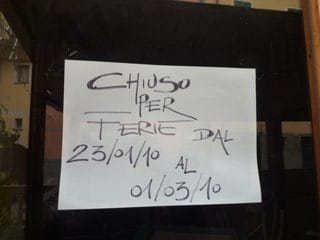 CHIUSO
PER
FERIE DAL
23/01/10 AL
01/03/10